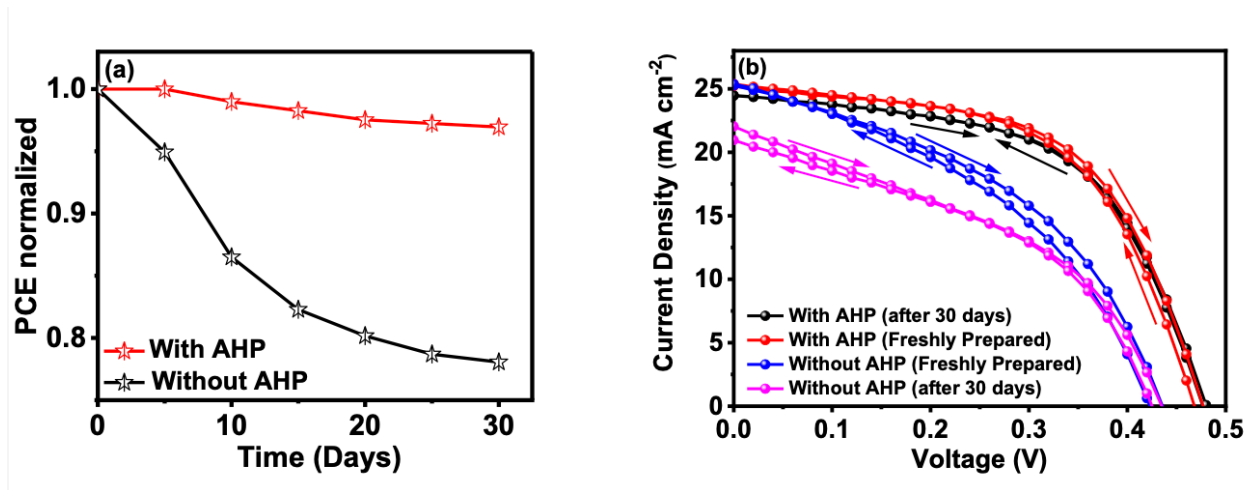 (a)
PCE normalized
1.0
0.9
0.8
With AHP
Without AHP
0
10
20
30
Time (Days)
(b)
Current Density (mA cm⁻²)
25
20
15
10
5
0
With AHP (after 30 days)
With AHP (Freshly Prepared)
Without AHP (Freshly Prepared)
Without AHP (after 30 days)
0.0
0.1
0.2
0.3
0.4
0.5
Voltage (V)